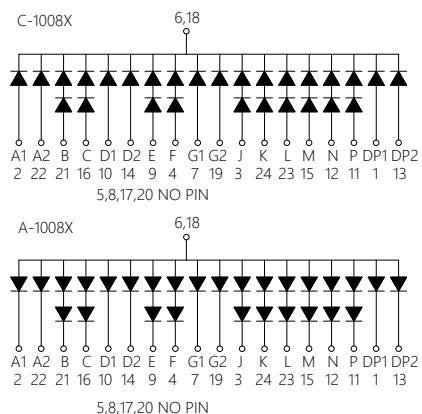 C-1008X
6,18
A1 A2 B C D1 D2 E F G1 G2 J K L M N P DP1 DP2
2 22 21 16 10 14 9 4 7 19 3 24 23 15 12 11 1 13
5,8,17,20 NO PIN
A-1008X
6,18
A1 A2 B C D1 D2 E F G1 G2 J K L M N P DP1 DP2
2 22 21 16 10 14 9 4 7 19 3 24 23 15 12 11 1 13
5,8,17,20 NO PIN